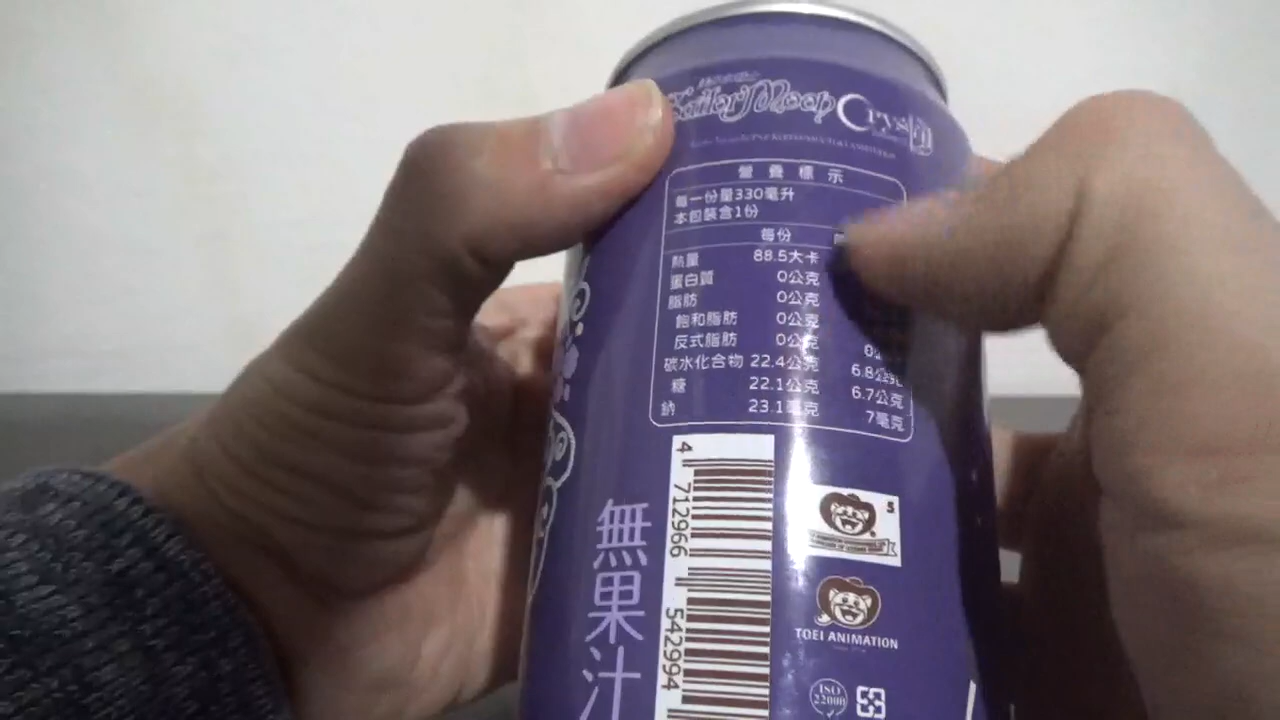 Sailor Moon Crystal
營養標示
每一份量330毫升
本包裝含1份
每份
熱量 88.5大卡
蛋白質 0公克
脂肪 0公克
飽和脂肪 0公克
反式脂肪 0公克 0
碳水化合物 22.4公克 6.8公克
糖 22.1公克 6.7公克
鈉 23.1毫克 7毫克
4 712966 542994
無果汁
5
TOEI ANIMATION
ISO
22000